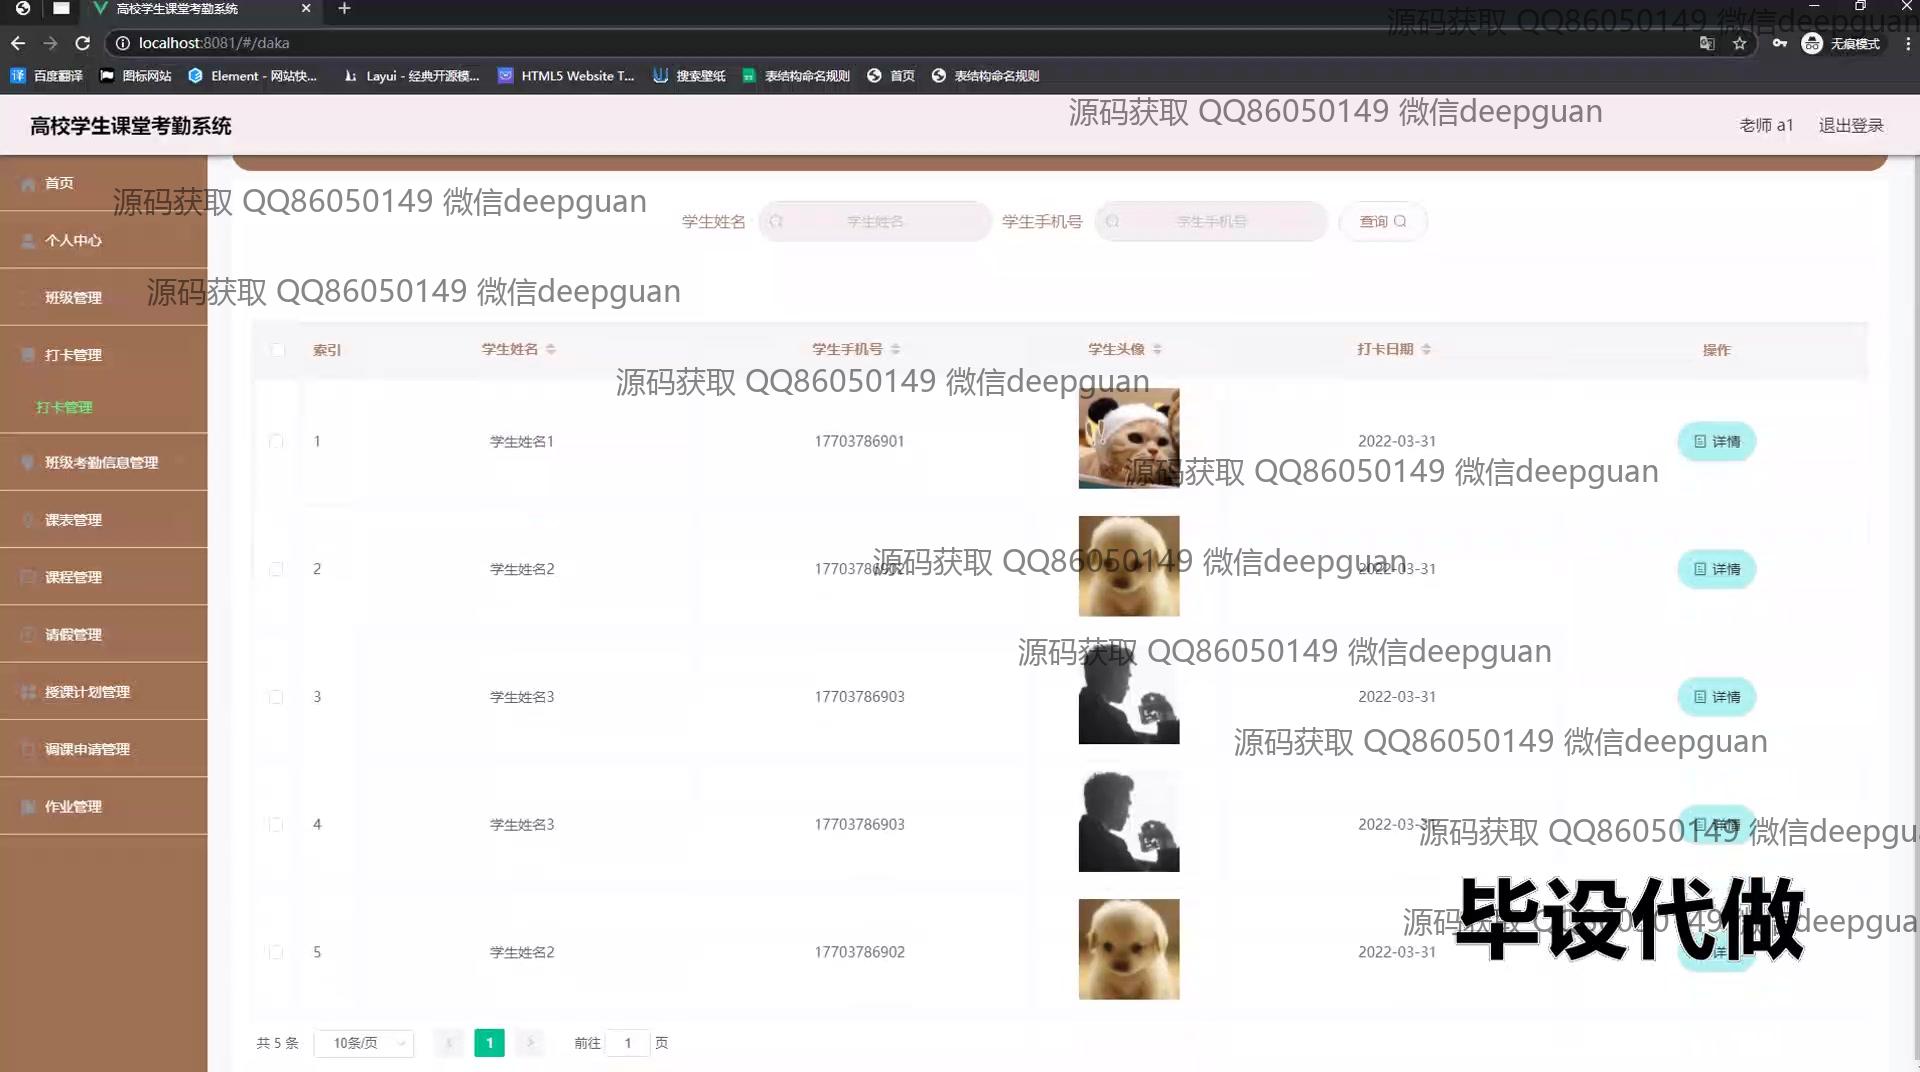 高校学生课堂考勤系统
源码获取 QQ86050149 微信deepguan
localhost:8081/#/daka
无痕模式
百度翻译 图标网站 Element - 网站快... Layui - 经典开源模... HTML5 Website T... 搜索壁纸 表结构命名规则 首页 表结构命名规则
源码获取 QQ86050149 微信deepguan
高校学生课堂考勤系统
老师 a1 退出登录
首页
源码获取 QQ86050149 微信deepguan
学生姓名 学生姓名 学生手机号 学生手机号 查询
个人中心
班级管理
源码获取 QQ86050149 微信deepguan
打卡管理
索引 学生姓名 学生手机号 学生头像 打卡日期 操作
源码获取 QQ86050149 微信deepguan
打卡管理
1 学生姓名1 17703786901 2022-03-31 详情
班级考勤信息管理
源码获取 QQ86050149 微信deepguan
课表管理
源码获取 QQ86050149 微信deepguan
2 学生姓名2 17703786902 2022-03-31 详情
课程管理
请假管理
源码获取 QQ86050149 微信deepguan
授课计划管理
3 学生姓名3 17703786903 2022-03-31 详情
源码获取 QQ86050149 微信deepguan
调课申请管理
作业管理
4 学生姓名3 17703786903 2022-03-31 详情
源码获取 QQ86050149 微信deepgu
毕设代做
源码获取 QQ86050149 微信deepgua
5 学生姓名2 17703786902 2022-03-31 详情
共 5 条 10条/页 1 前往 1 页